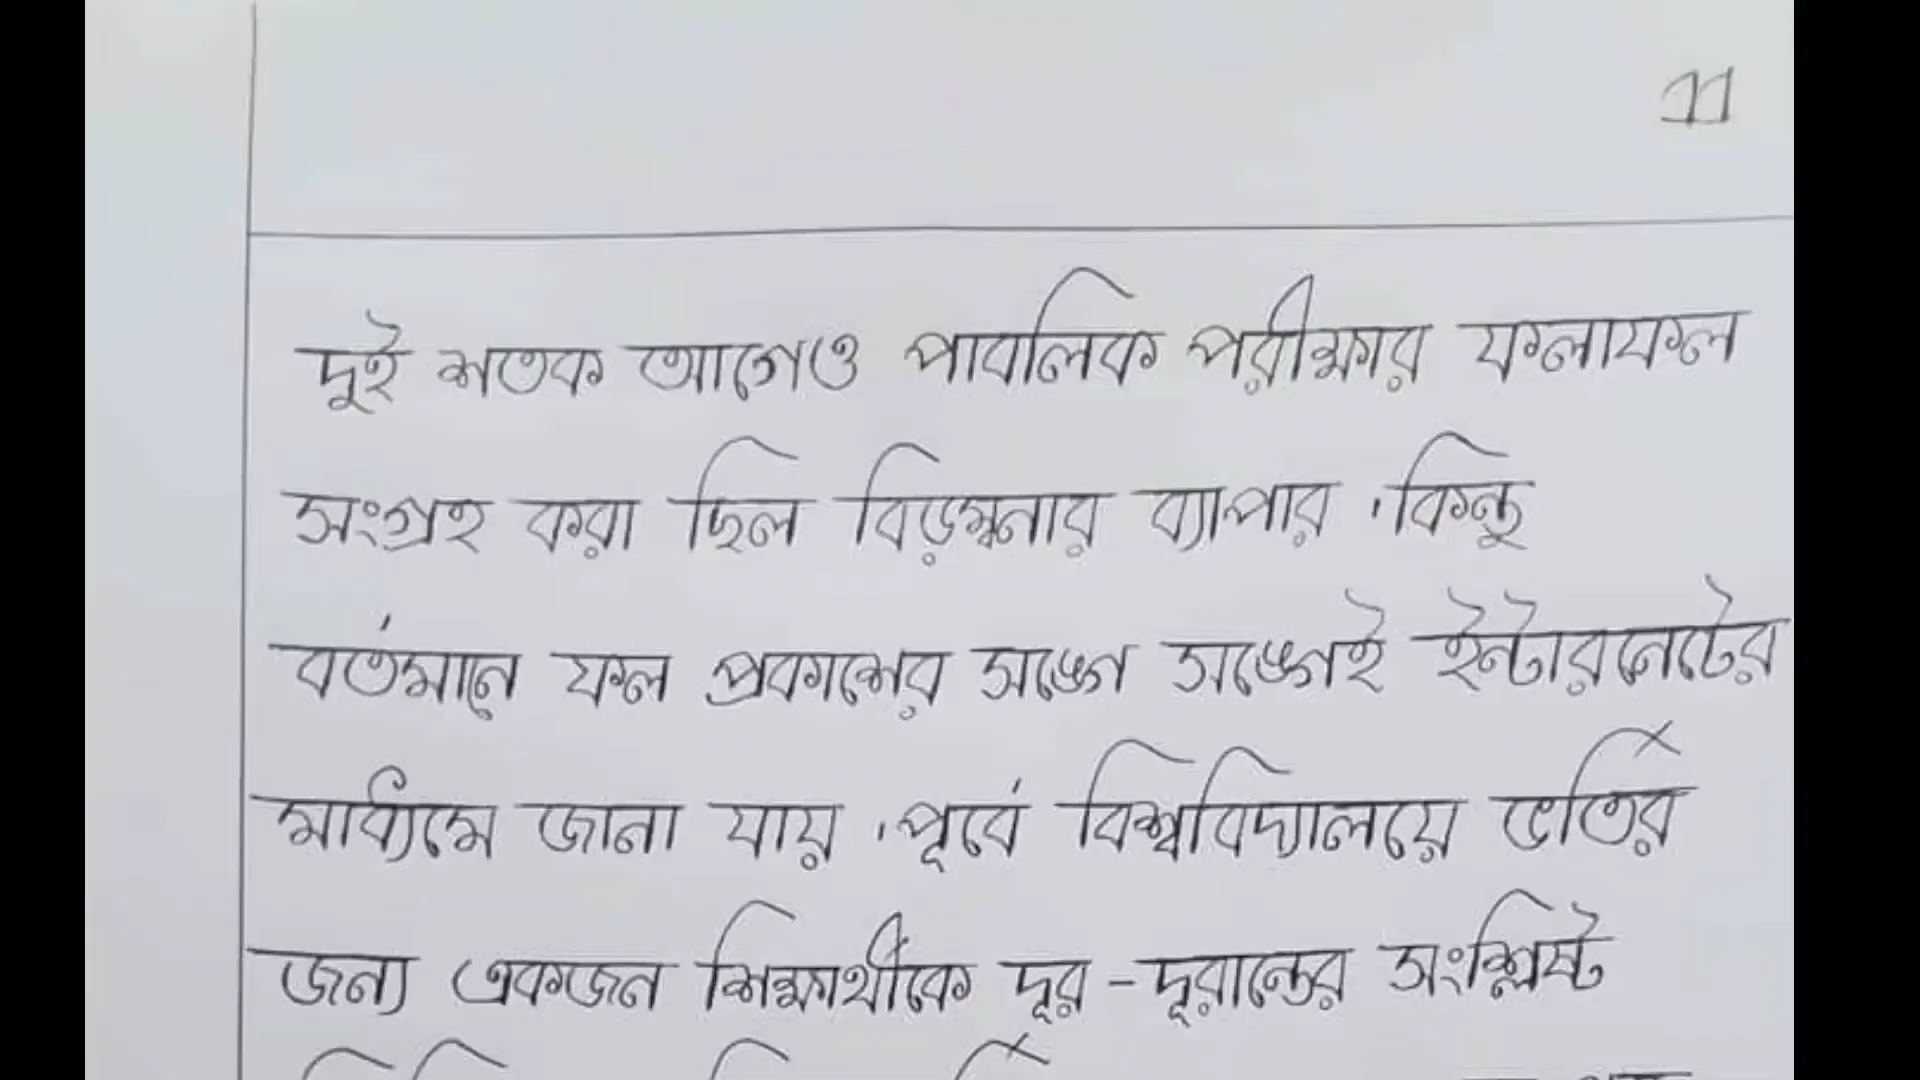 11
দুই শতক আগেও পাবলিক পরীক্ষার ফলাফল
সংগ্রহ করা ছিল বিড়ম্বনার ব্যাপার । কিন্তু
বর্তমানে ফল প্রকাশের সঙ্গে সঙ্গেই ইন্টারনেটের
মাধ্যমে জানা যায় । পূর্বে বিশ্ববিদ্যালয়ে ভর্তির
জন্য একজন শিক্ষার্থীকে দূর - দূরান্তের সংশ্লিষ্ট